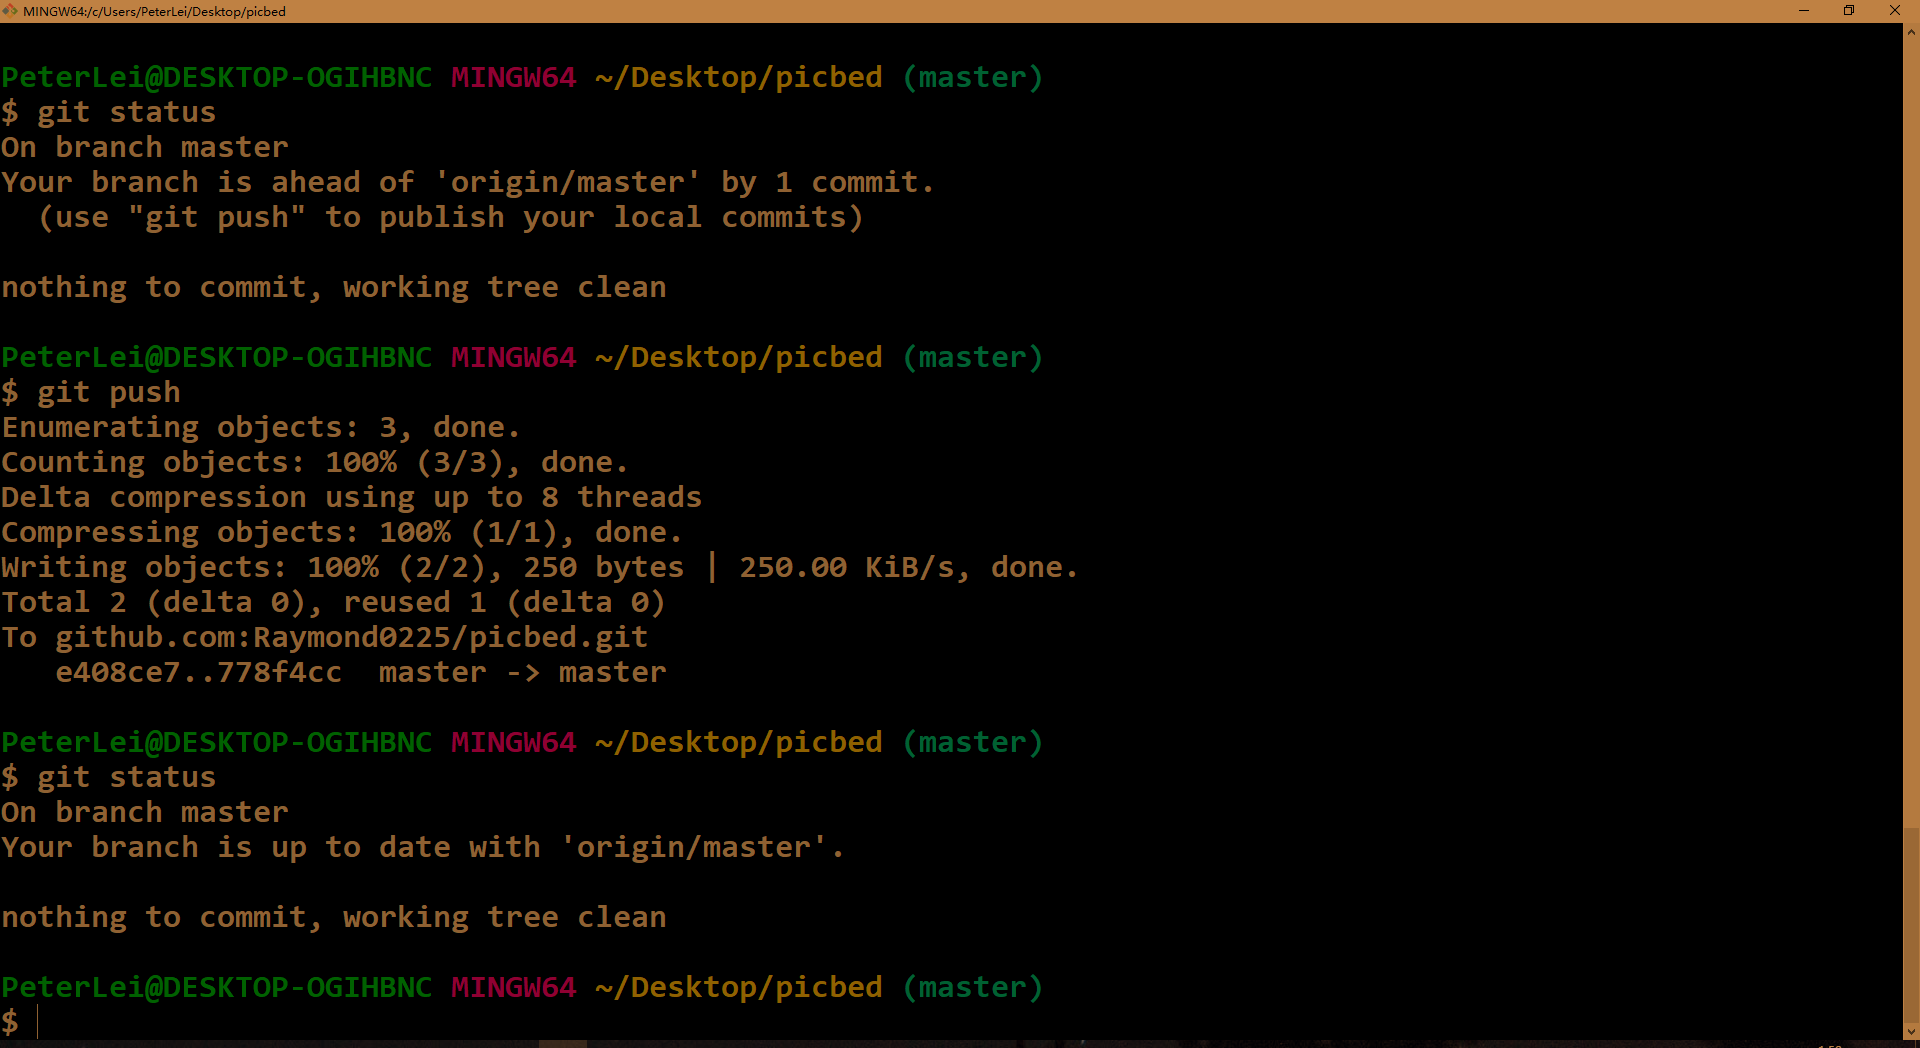 MINGW64:/c/Users/PeterLei/Desktop/picbed
PeterLei@DESKTOP-OGIHBNC MINGW64 ~/Desktop/picbed (master)
$ git status
On branch master
Your branch is ahead of 'origin/master' by 1 commit.
  (use "git push" to publish your local commits)
nothing to commit, working tree clean
PeterLei@DESKTOP-OGIHBNC MINGW64 ~/Desktop/picbed (master)
$ git push
Enumerating objects: 3, done.
Counting objects: 100% (3/3), done.
Delta compression using up to 8 threads
Compressing objects: 100% (1/1), done.
Writing objects: 100% (2/2), 250 bytes | 250.00 KiB/s, done.
Total 2 (delta 0), reused 1 (delta 0)
To github.com:Raymond0225/picbed.git
   e408ce7..778f4cc  master -> master
PeterLei@DESKTOP-OGIHBNC MINGW64 ~/Desktop/picbed (master)
$ git status
On branch master
Your branch is up to date with 'origin/master'.
nothing to commit, working tree clean
PeterLei@DESKTOP-OGIHBNC MINGW64 ~/Desktop/picbed (master)
$